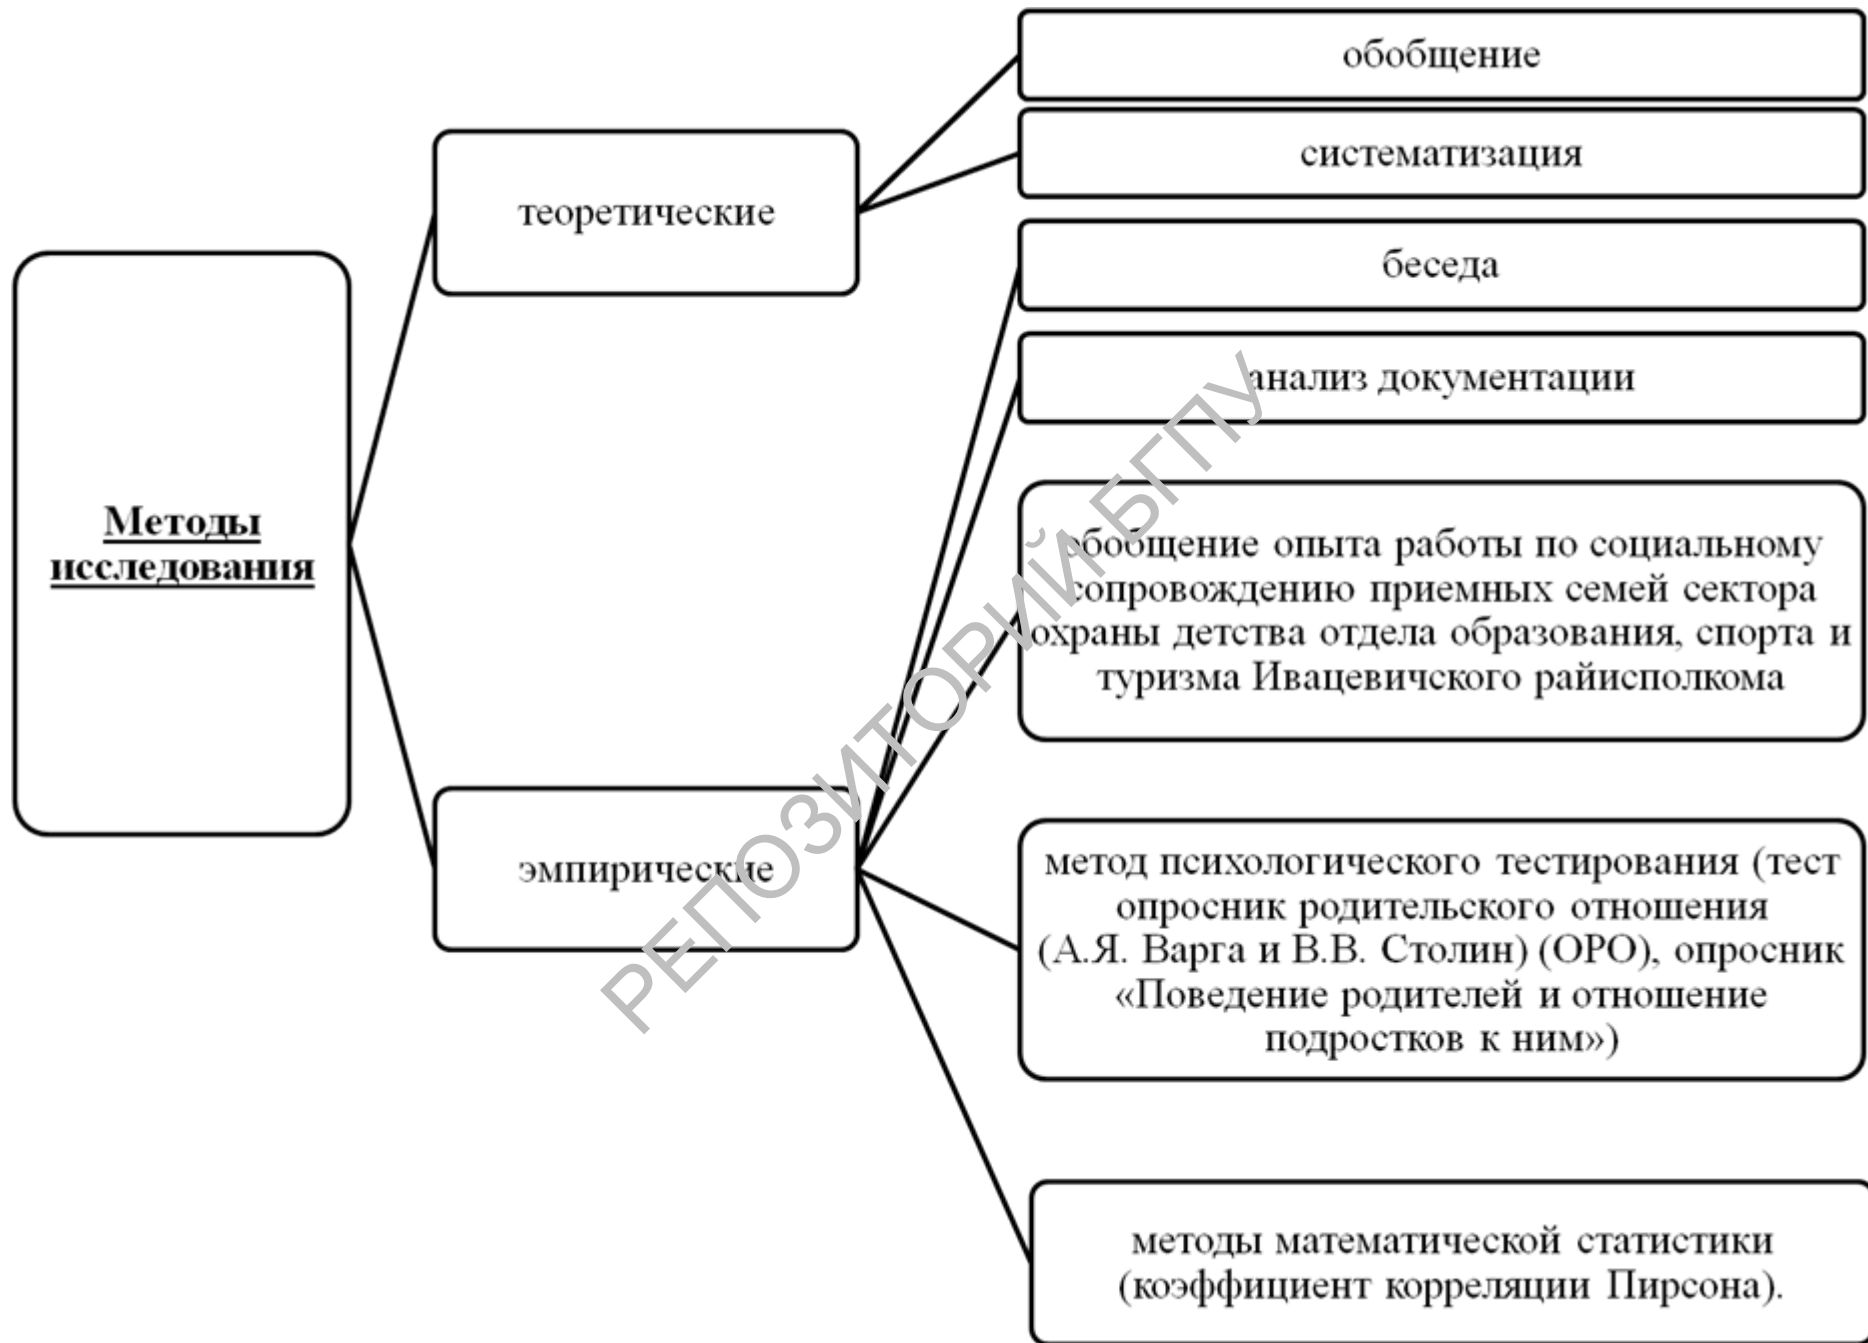 Методы
исследования
теоретические
обобщение
систематизация
эмпирические
беседа
анализ документации
обобщение опыта работы по социальному
сопровождению приемных семей сектора
охраны детства отдела образования, спорта и
туризма Ивацевичского райисполкома
метод психологического тестирования (тест
опросник родительского отношения
(А.Я. Варга и В.В. Столин) (ОРО), опросник
«Поведение родителей и отношение
подростков к ним»)
методы математической статистики
(коэффициент корреляции Пирсона).
РЕПОЗИТОРИЙ БГПУ